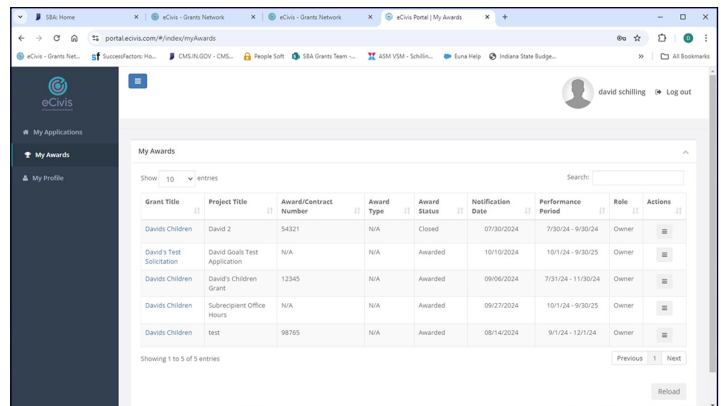 SBA: Home
eCivis - Grants Network
eCivis - Grants Network
eCivis Portal | My Awards
portal.ecivis.com/#/index/myAwards
eCivis - Grants Net...
SuccessFactors: Ho...
CMS.IN.GOV - CMS...
People Soft
SBA Grants Team -...
ASM VSM - Schillin...
Euna Help
Indiana State Budge...
All Bookmarks
eCivis
david schilling
Log out
My Applications
My Awards
My Profile
My Awards
Show 10 entries
Search:
Grant Title Project Title Award/Contract Number Award Type Award Status Notification Date Performance Period Role Actions
Davids Children David 2 54321 N/A Closed 07/30/2024 7/30/24 - 9/30/24 Owner
David's Test Solicitation David Goals Test Application N/A N/A Awarded 10/10/2024 10/1/24 - 9/30/25 Owner
Davids Children David's Children Grant 12345 N/A Awarded 09/06/2024 7/31/24 - 11/30/24 Owner
Davids Children Subrecipient Office Hours N/A N/A Awarded 09/27/2024 10/1/24 - 9/30/25 Owner
Davids Children test 98765 N/A Awarded 08/14/2024 9/1/24 - 12/1/24 Owner
Showing 1 to 5 of 5 entries
Previous 1 Next
Reload